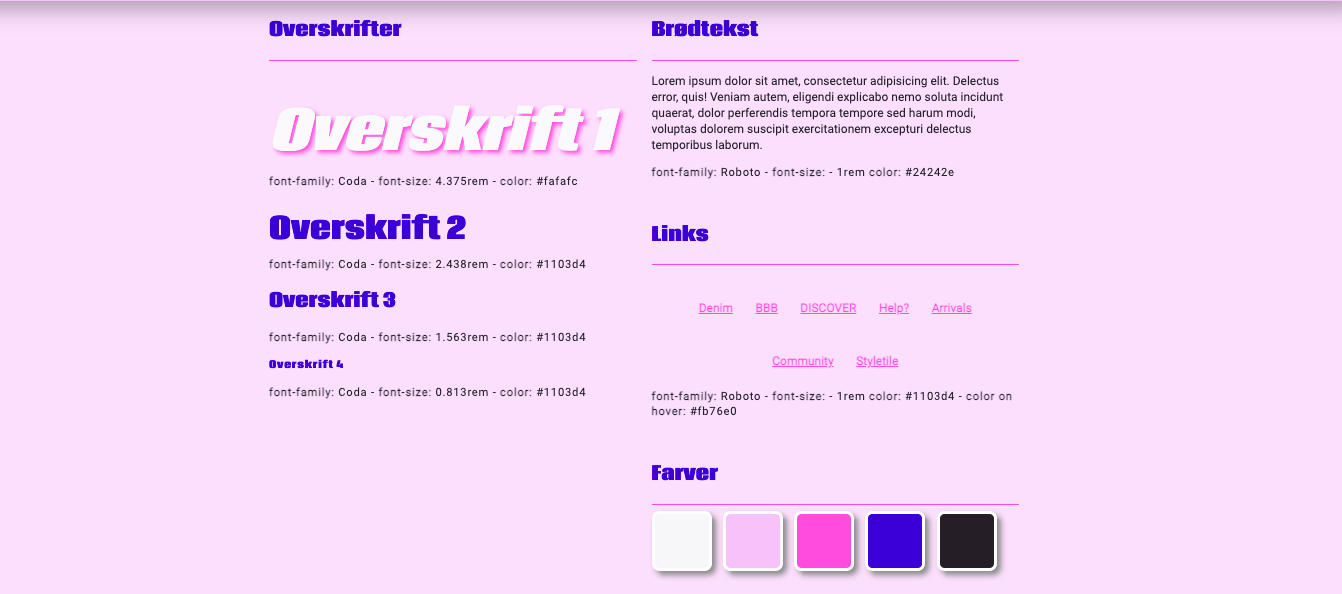 Overskrifter
Overskrift 1
font-family: Coda - font-size: 4.375rem - color: #fafafc
Overskrift 2
font-family: Coda - font-size: 2.438rem - color: #1103d4
Overskrift 3
font-family: Coda - font-size: 1.563rem - color: #1103d4
Overskrift 4
font-family: Coda - font-size: 0.813rem - color: #1103d4
Brødtekst
Lorem ipsum dolor sit amet, consectetur adipisicing elit. Delectus
error, quis! Veniam autem, eligendi explicabo nemo soluta incidunt
quaerat, dolor perferendis tempora tempore sed harum modi,
voluptas dolorem suscipit exercitationem excepturi delectus
temporibus laborum.
font-family: Roboto - font-size: - 1rem color: #24242e
Links
Denim BBB DISCOVER Help? Arrivals
Community Styletile
font-family: Roboto - font-size: - 1rem color: #1103d4 - color on
hover: #fb76e0
Farver